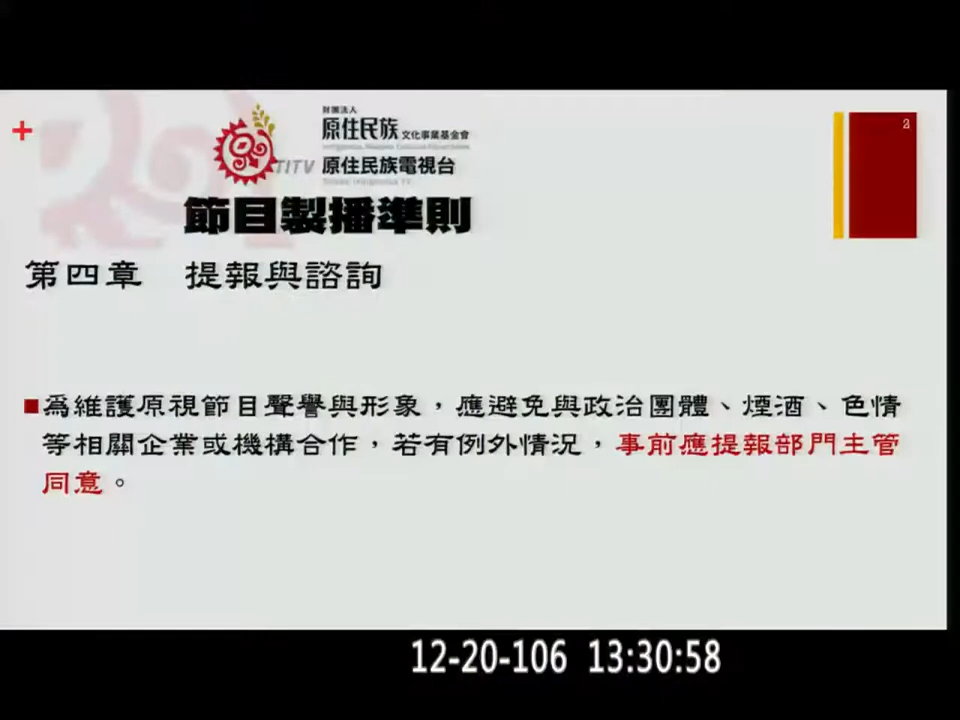 2
財團法人
原住民族 文化事業基金會
TITV 原住民族電視台
節目製播準則
第四章 提報與諮詢
為維護原視節目聲譽與形象，應避免與政治團體、煙酒、色情
等相關企業或機構合作，若有例外情況，事前應提報部門主管
同意。
12-20-106 13:30:58